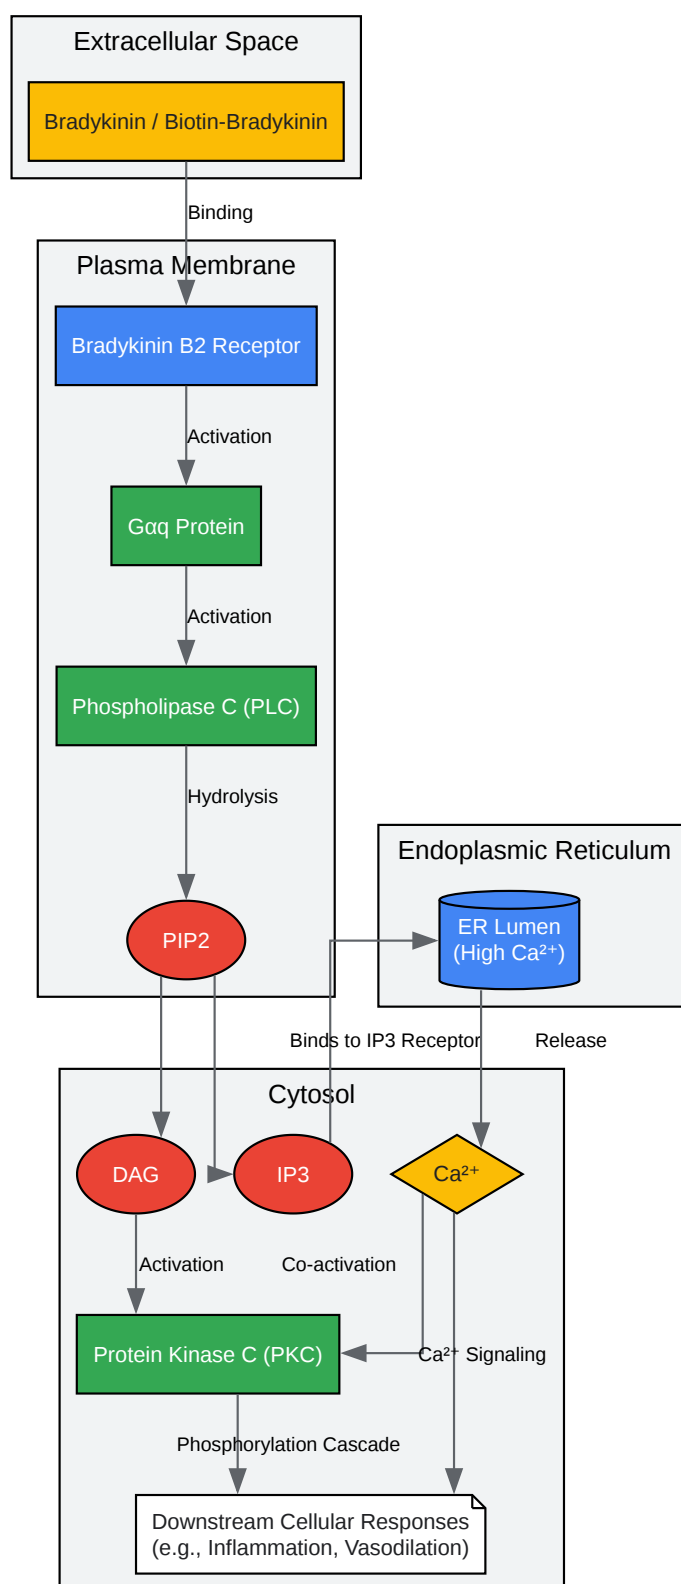 Extracellular Space
Bradykinin / Biotin-Bradykinin
Binding
Plasma Membrane
Bradykinin B2 Receptor
Activation
Gαq Protein
Activation
Phospholipase C (PLC)
Hydrolysis
Endoplasmic Reticulum
ER Lumen
(High Ca²⁺)
PIP2
Binds to IP3 Receptor
Release
Cytosol
DAG
IP3
Ca²⁺
Activation
Co-activation
Protein Kinase C (PKC)
Ca²⁺ Signaling
Phosphorylation Cascade
Downstream Cellular Responses
(e.g., Inflammation, Vasodilation)